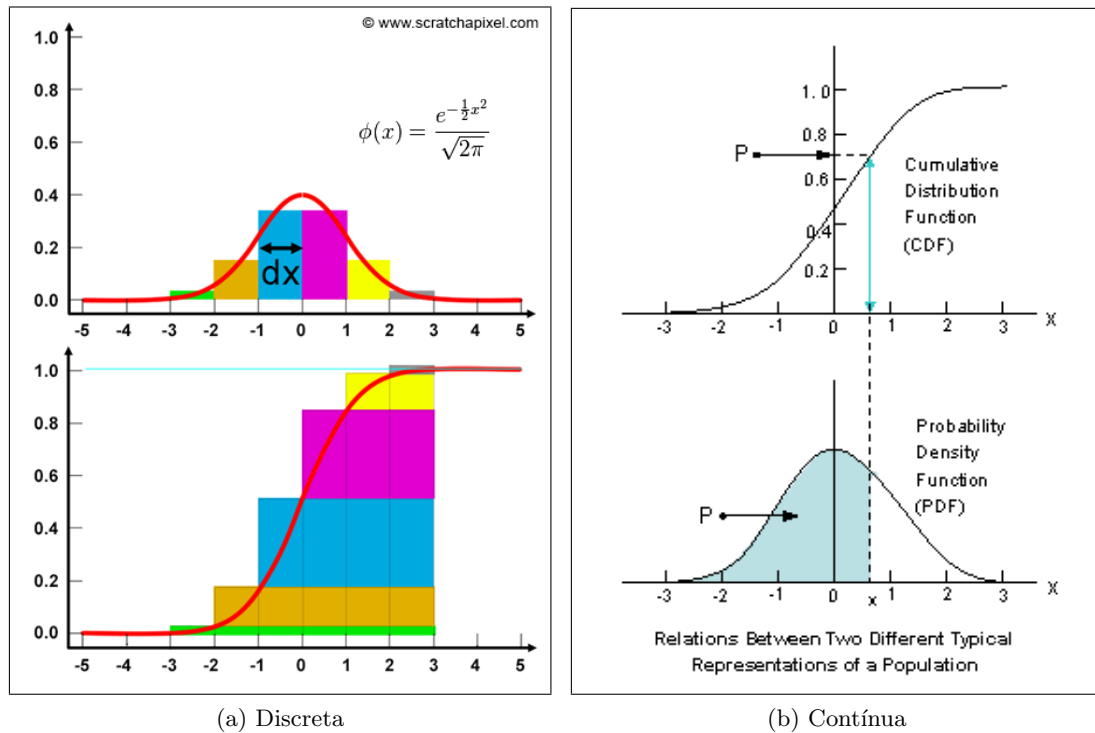 © www.scratchapixel.com
1.0
0.8
0.6
0.4
0.2
0.0
ϕ(x) = e^{-\frac{1}{2}x^2} / √2π
dx
-5 -4 -3 -2 -1 0 1 2 3 4 5
1.0
0.8
0.6
0.4
0.2
0.0
-5 -4 -3 -2 -1 0 1 2 3 4 5
(a) Discreta
1.0
0.8
P
0.6
0.4
0.2
Cumulative
Distribution
Function
(CDF)
-3 -2 -1 0 1 2 3 X
Probability
Density
Function
(PDF)
P
-3 -2 -1 0 x 1 2 3 X
Relations Between Two Different Typical
Representations of a Population
(b) Contínua